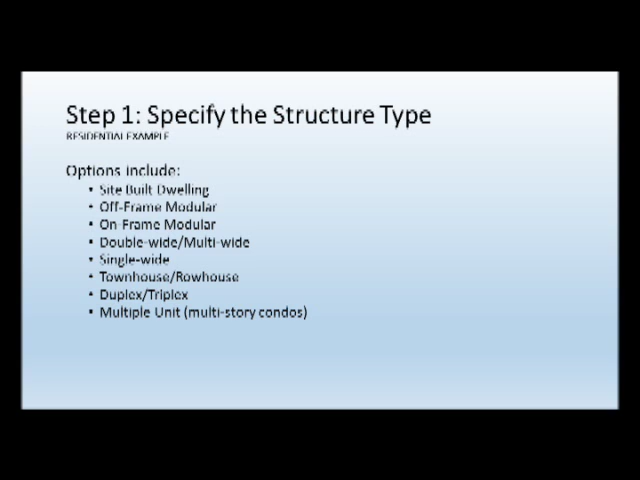 Step 1: Specify the Structure Type
RESIDENTIAL EXAMPLE
Options include:
• Site Built Dwelling
• Off-Frame Modular
• On-Frame Modular
• Double-wide/Multi-wide
• Single-wide
• Townhouse/Rowhouse
• Duplex/Triplex
• Multiple Unit (multi-story condos)